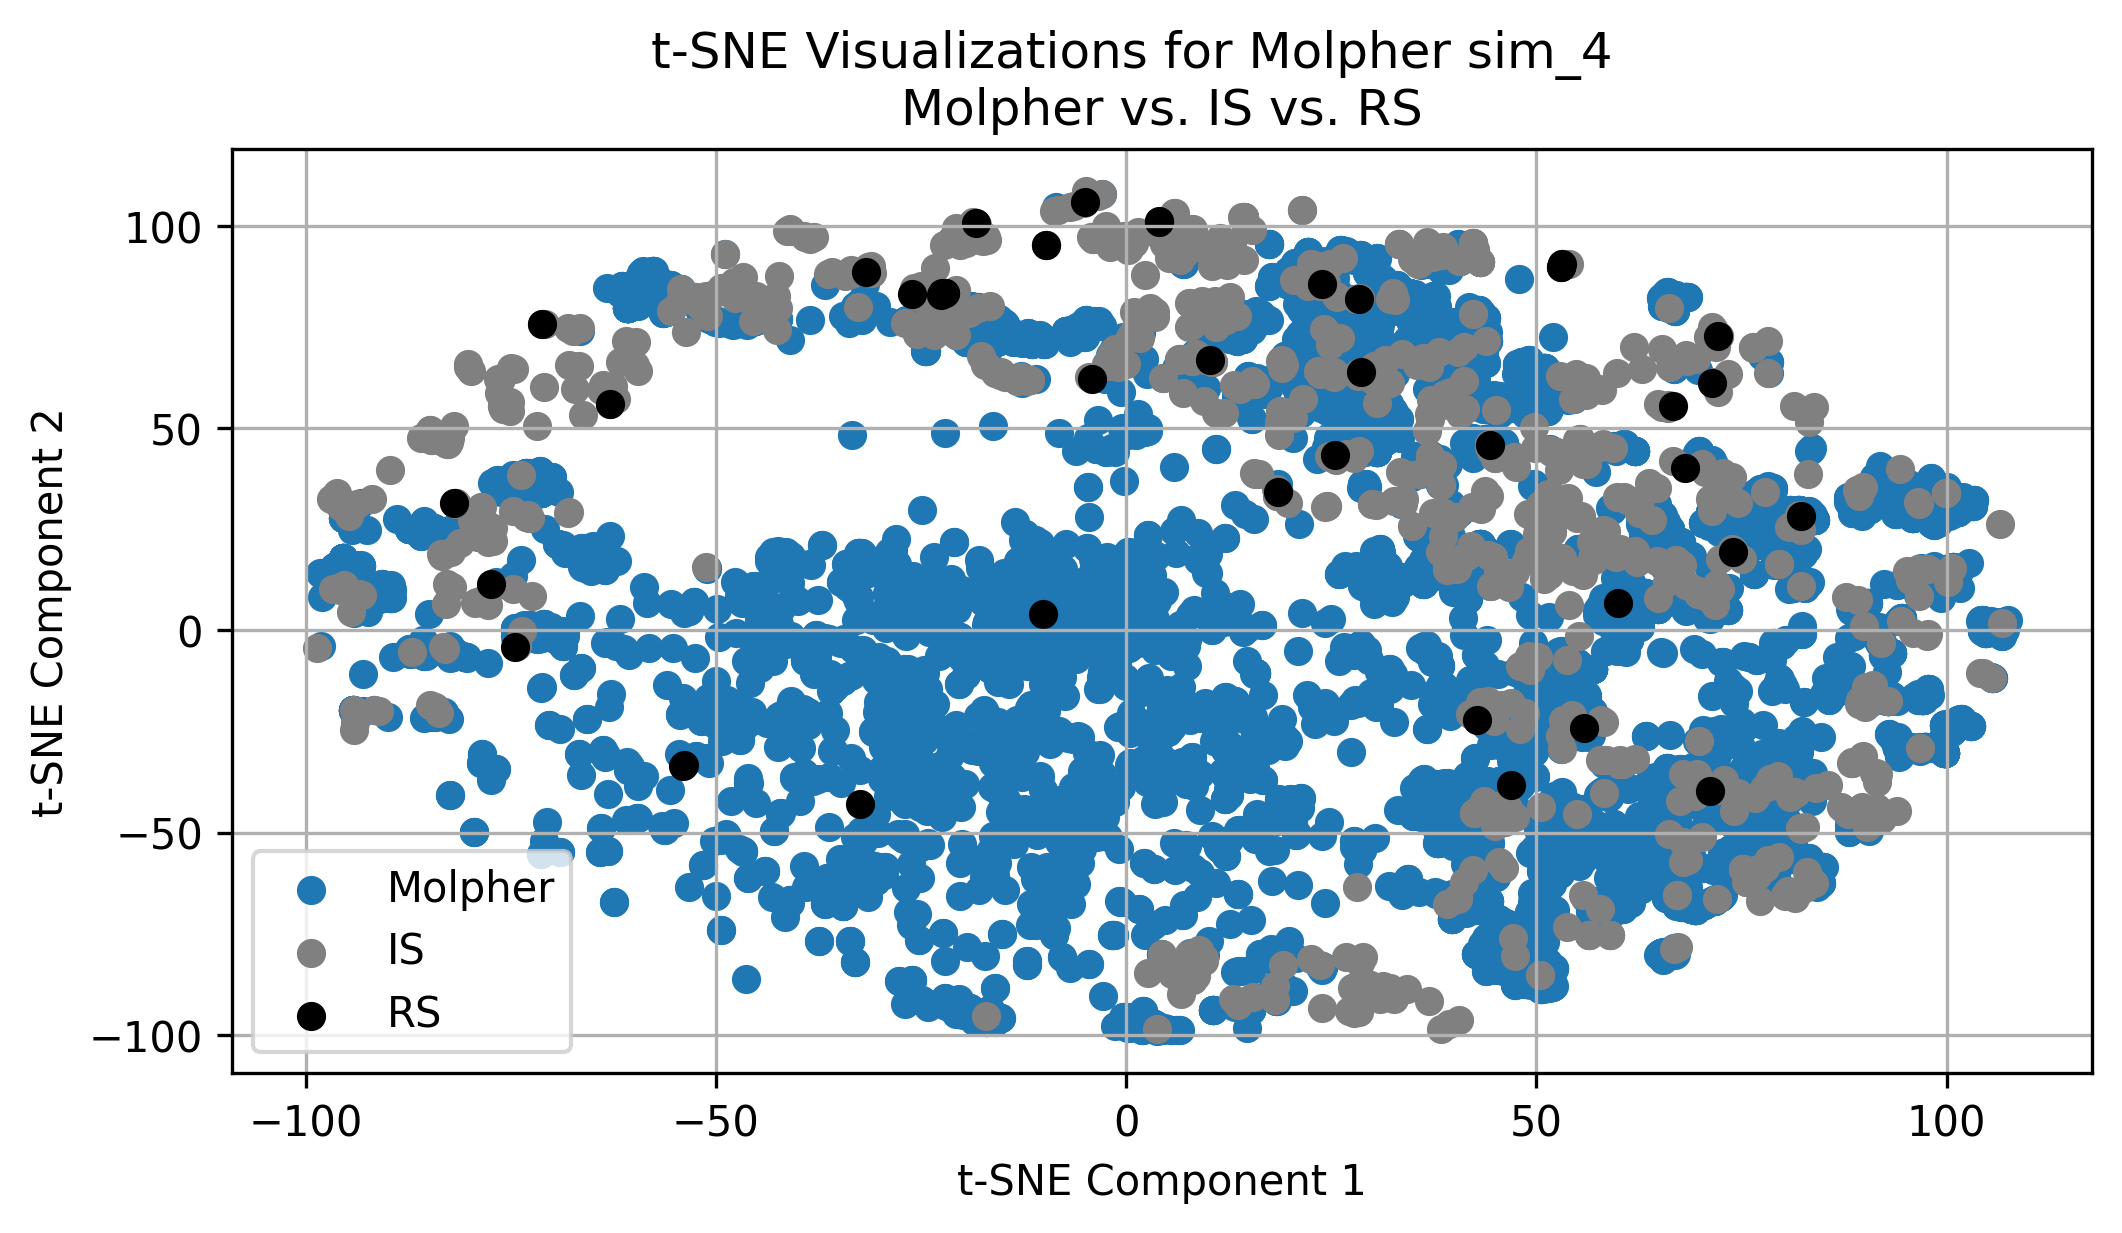 t-SNE Visualizations for Molpher sim_4
Molpher vs. IS vs. RS
t-SNE Component 2
100
50
0
−50
−100
Molpher
IS
RS
−100
−50
0
50
100
t-SNE Component 1